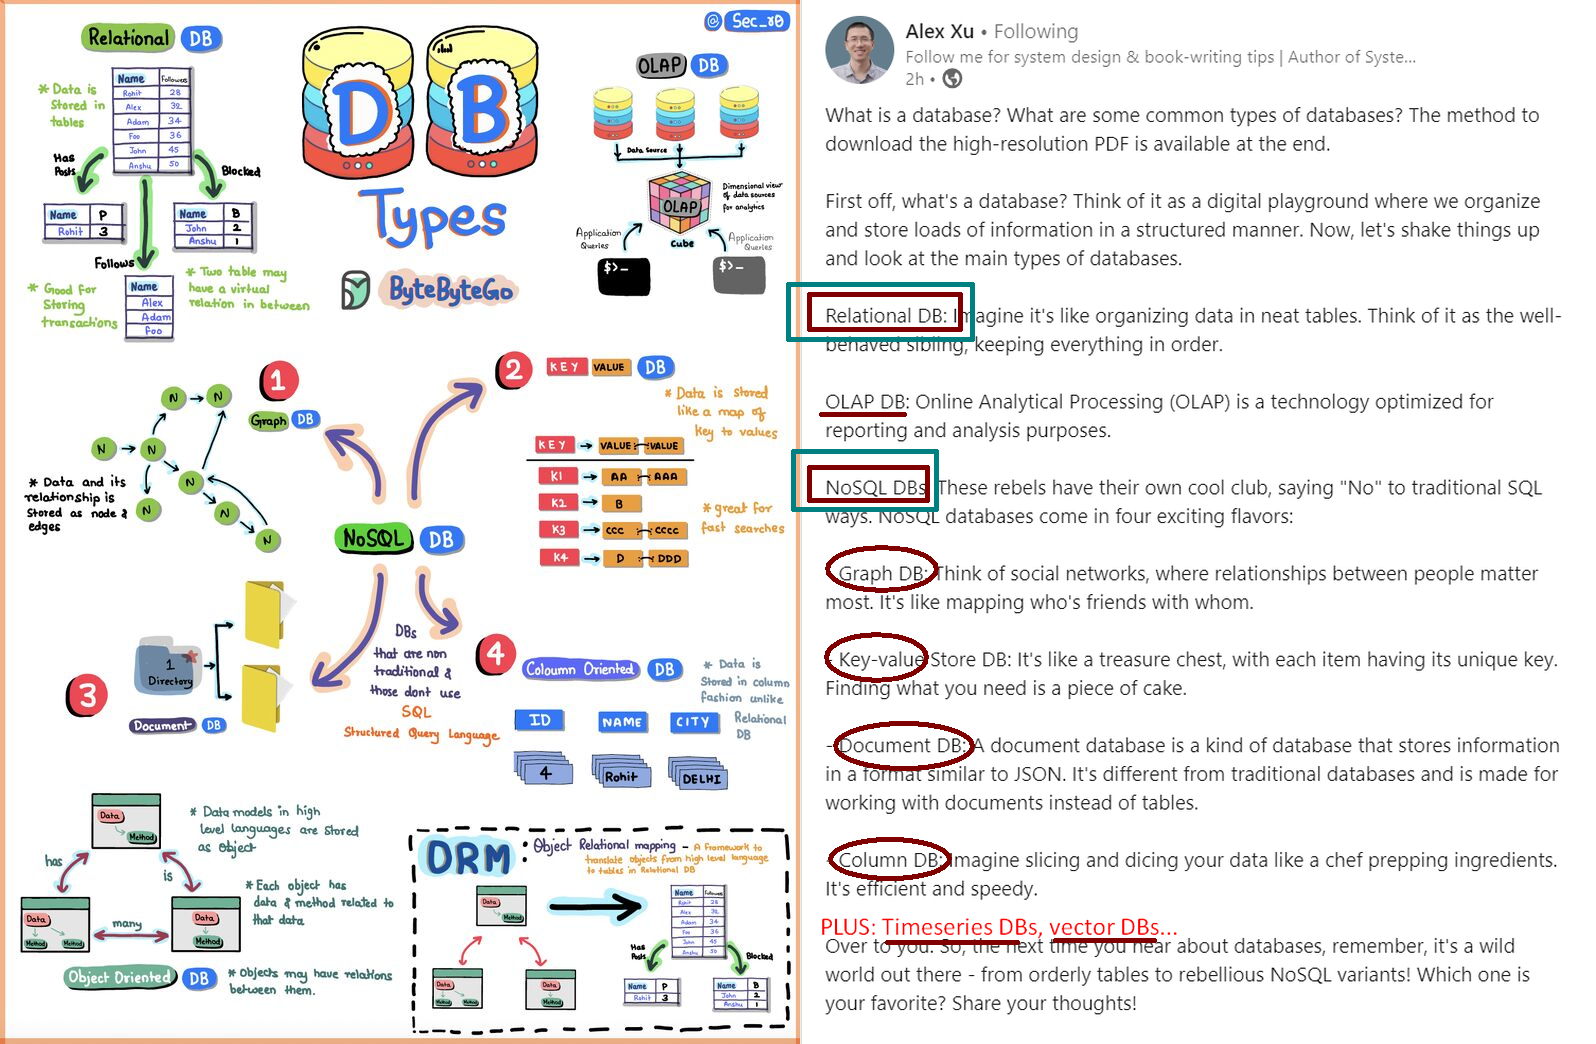 @ Sec_r0
Relational DB
* Data is
Stored in
tables
Name Followers
Rohit 28
Alex 32
Adam 34
Foo 36
John 45
Anshu 50
Has
Posts
Blocked
Name P
Rohit 3
Name B
John 2
Anshu 1
Follows
Name
Alex
Adam
foo
* Good for
Storing
transactions
* Two table may
have a virtual
relation in between
DB
Types
ByteByteGo
OLAP DB
Data Source
OLAP
Cube
Dimensional view
of data sources
for analytics
Application
Queries
Application
Queries
$>_
$>_
1
Graph DB
N N
N N
N
N
N
N
* Data and its
relationship is
Stored as node &
edges
2
KEY VALUE DB
* Data is stored
like a map of
key to values
KEY VALUE VALUE
K1 AA AAA
K2 B
K3 CCC CCCC
K4 D DDD
* great for
fast searches
NoSQL DB
DBs
that are non
traditional &
those dont use
SQL
Structured Query Language
3
1
Directory
Document DB
4
Coloumn Oriented DB
* Data is
Stored in column
fashion unlike
Relational
DB
ID NAME CITY
4 Rohit DELHI
Data
Method
has
is
many
Data
Method Method
Data
Method
* Data models in high
level languages are stored
as object
* Each object has
data & method related to
that data.
Object Oriented DB
* Objects may have relations
between them.
ORM : Object Relational mapping - A Framework to
translate objects from high level language
to tables in Relational DB
Data
Method
Data
Method Method
Data
Method
Name Followers
Rohit 28
Alex 32
Adam 34
Foo 36
John 45
Anshu 50
Has
Posts
Blocked
Name P
Rohit 3
Name B
John 2
Anshu 1
Alex Xu • Following
Follow me for system design & book-writing tips | Author of Syste...
2h •
What is a database? What are some common types of databases? The method to
download the high-resolution PDF is available at the end.
First off, what's a database? Think of it as a digital playground where we organize
and store loads of information in a structured manner. Now, let's shake things up
and look at the main types of databases.
Relational DB: Imagine it's like organizing data in neat tables. Think of it as the well-
behaved sibling, keeping everything in order.
OLAP DB: Online Analytical Processing (OLAP) is a technology optimized for
reporting and analysis purposes.
NoSQL DBs: These rebels have their own cool club, saying "No" to traditional SQL
ways. NoSQL databases come in four exciting flavors:
- Graph DB: Think of social networks, where relationships between people matter
most. It's like mapping who's friends with whom.
- Key-value Store DB: It's like a treasure chest, with each item having its unique key.
Finding what you need is a piece of cake.
- Document DB: A document database is a kind of database that stores information
in a format similar to JSON. It's different from traditional databases and is made for
working with documents instead of tables.
- Column DB: Imagine slicing and dicing your data like a chef prepping ingredients.
It's efficient and speedy.
PLUS: Timeseries DBs, vector DBs...
Over to you: So, the next time you hear about databases, remember, it's a wild
world out there - from orderly tables to rebellious NoSQL variants! Which one is
your favorite? Share your thoughts!